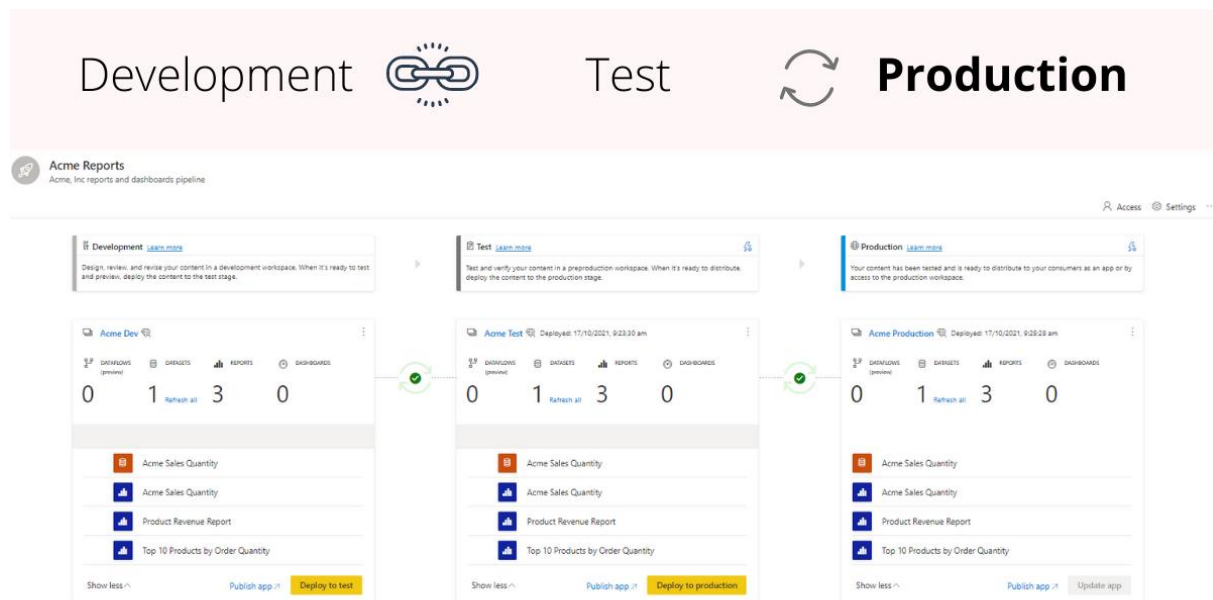 Development Test Production
Acme Reports
Acme, Inc reports and dashboards pipeline
Access Settings ...
Development Learn more
Design, review, and revise your content in a development workspace. When it's ready to test
and preview, deploy the content to the test stage.
Test Learn more
Test and verify your content in a preproduction workspace. When it's ready to distribute,
deploy the content to the production stage.
Production Learn more
Your content has been tested and is ready to distribute to your consumers as an app or by
access to the production workspace.
Acme Dev
DATAFLOWS DATASETS REPORTS DASHBOARDS
(preview)
0 1 Refresh all 3 0
Acme Sales Quantity
Acme Sales Quantity
Product Revenue Report
Top 10 Products by Order Quantity
Show less Publish app Deploy to test
Acme Test Deployed: 17/10/2021, 9:23:30 am
DATAFLOWS DATASETS REPORTS DASHBOARDS
(preview)
0 1 Refresh all 3 0
Acme Sales Quantity
Acme Sales Quantity
Product Revenue Report
Top 10 Products by Order Quantity
Show less Publish app Deploy to production
Acme Production Deployed: 17/10/2021, 9:28:28 am
DATAFLOWS DATASETS REPORTS DASHBOARDS
(preview)
0 1 Refresh all 3 0
Acme Sales Quantity
Acme Sales Quantity
Product Revenue Report
Top 10 Products by Order Quantity
Show less Publish app Update app